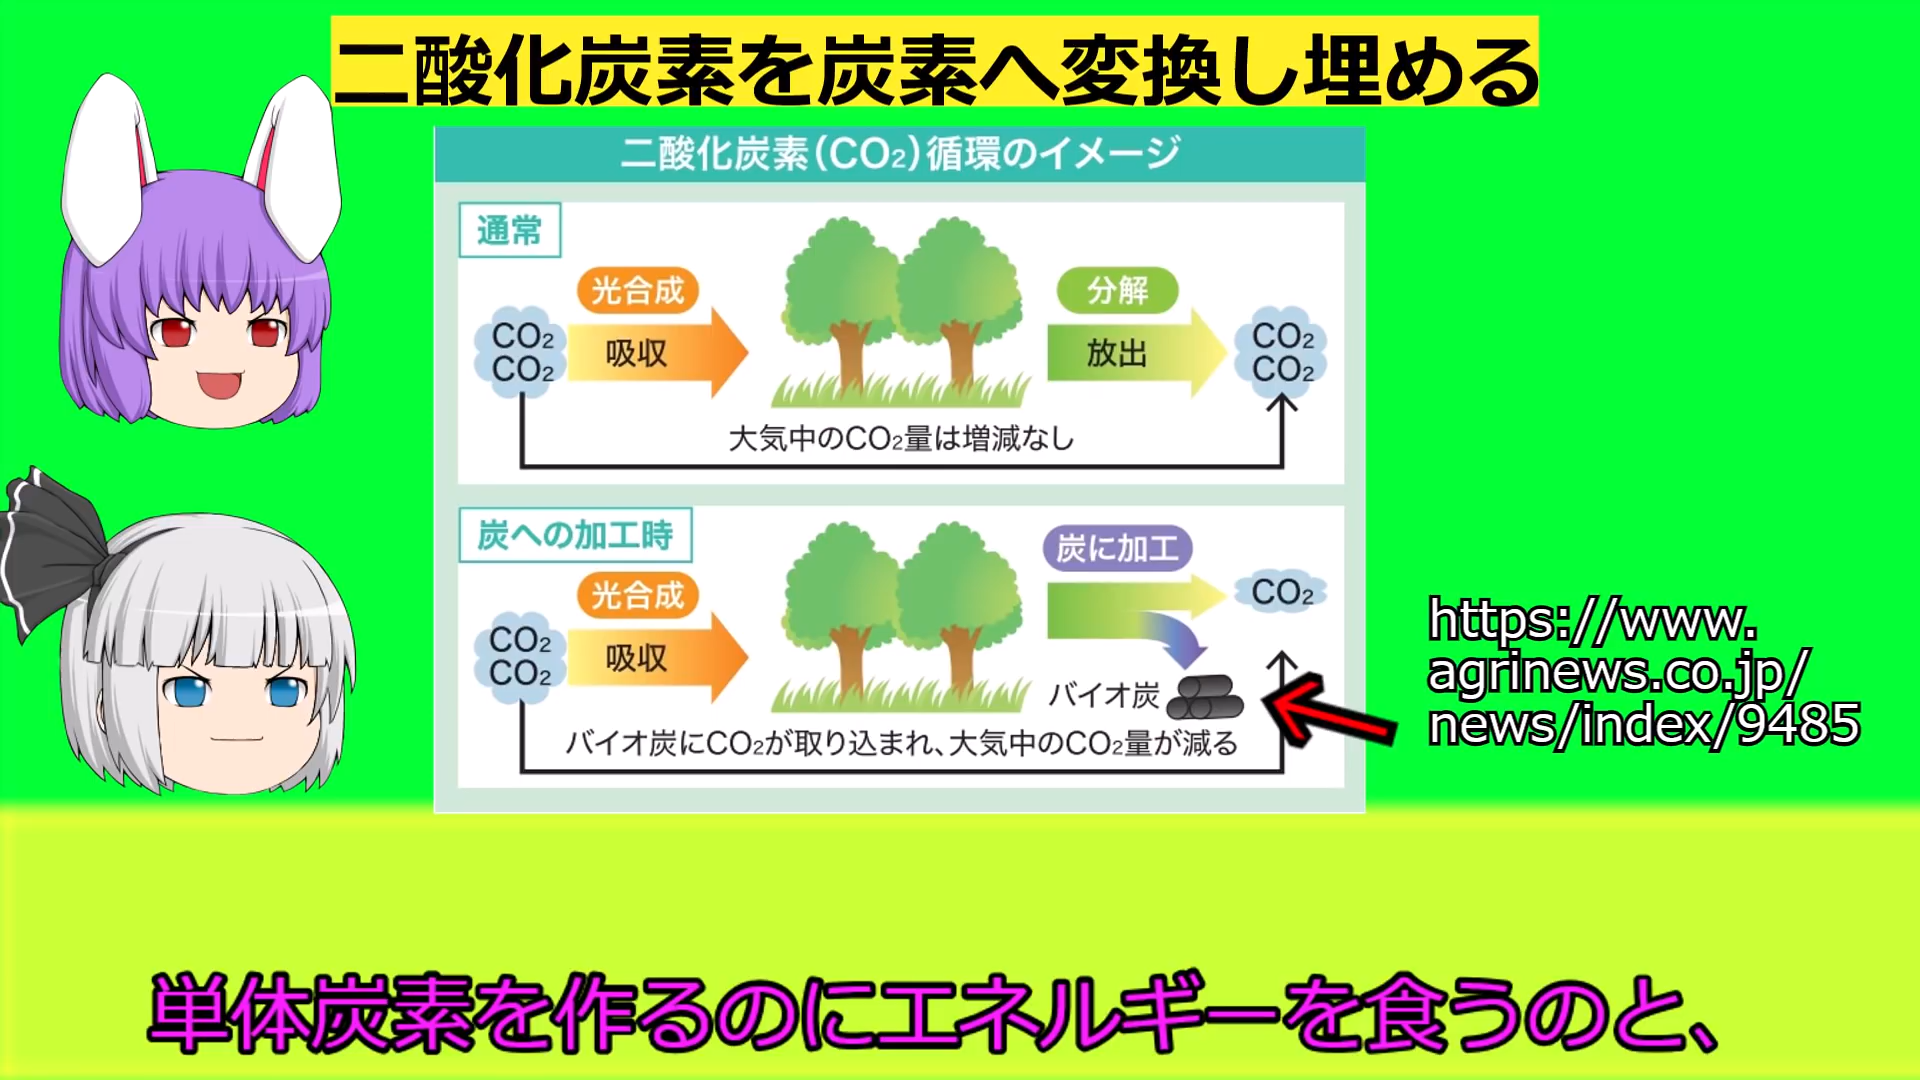 二酸化炭素を炭素へ変換し埋める
二酸化炭素(CO₂)循環のイメージ
通常
光合成
分解
CO₂
CO₂
吸収
放出
CO₂
CO₂
大気中のCO₂量は増減なし
炭への加工時
光合成
炭に加工
CO₂
CO₂
CO₂
吸収
バイオ炭
バイオ炭にCO₂が取り込まれ、大気中のCO₂量が減る
https://www.
agrinews.co.jp/
news/index/9485
単体炭素を作るのにエネルギーを食うのと、